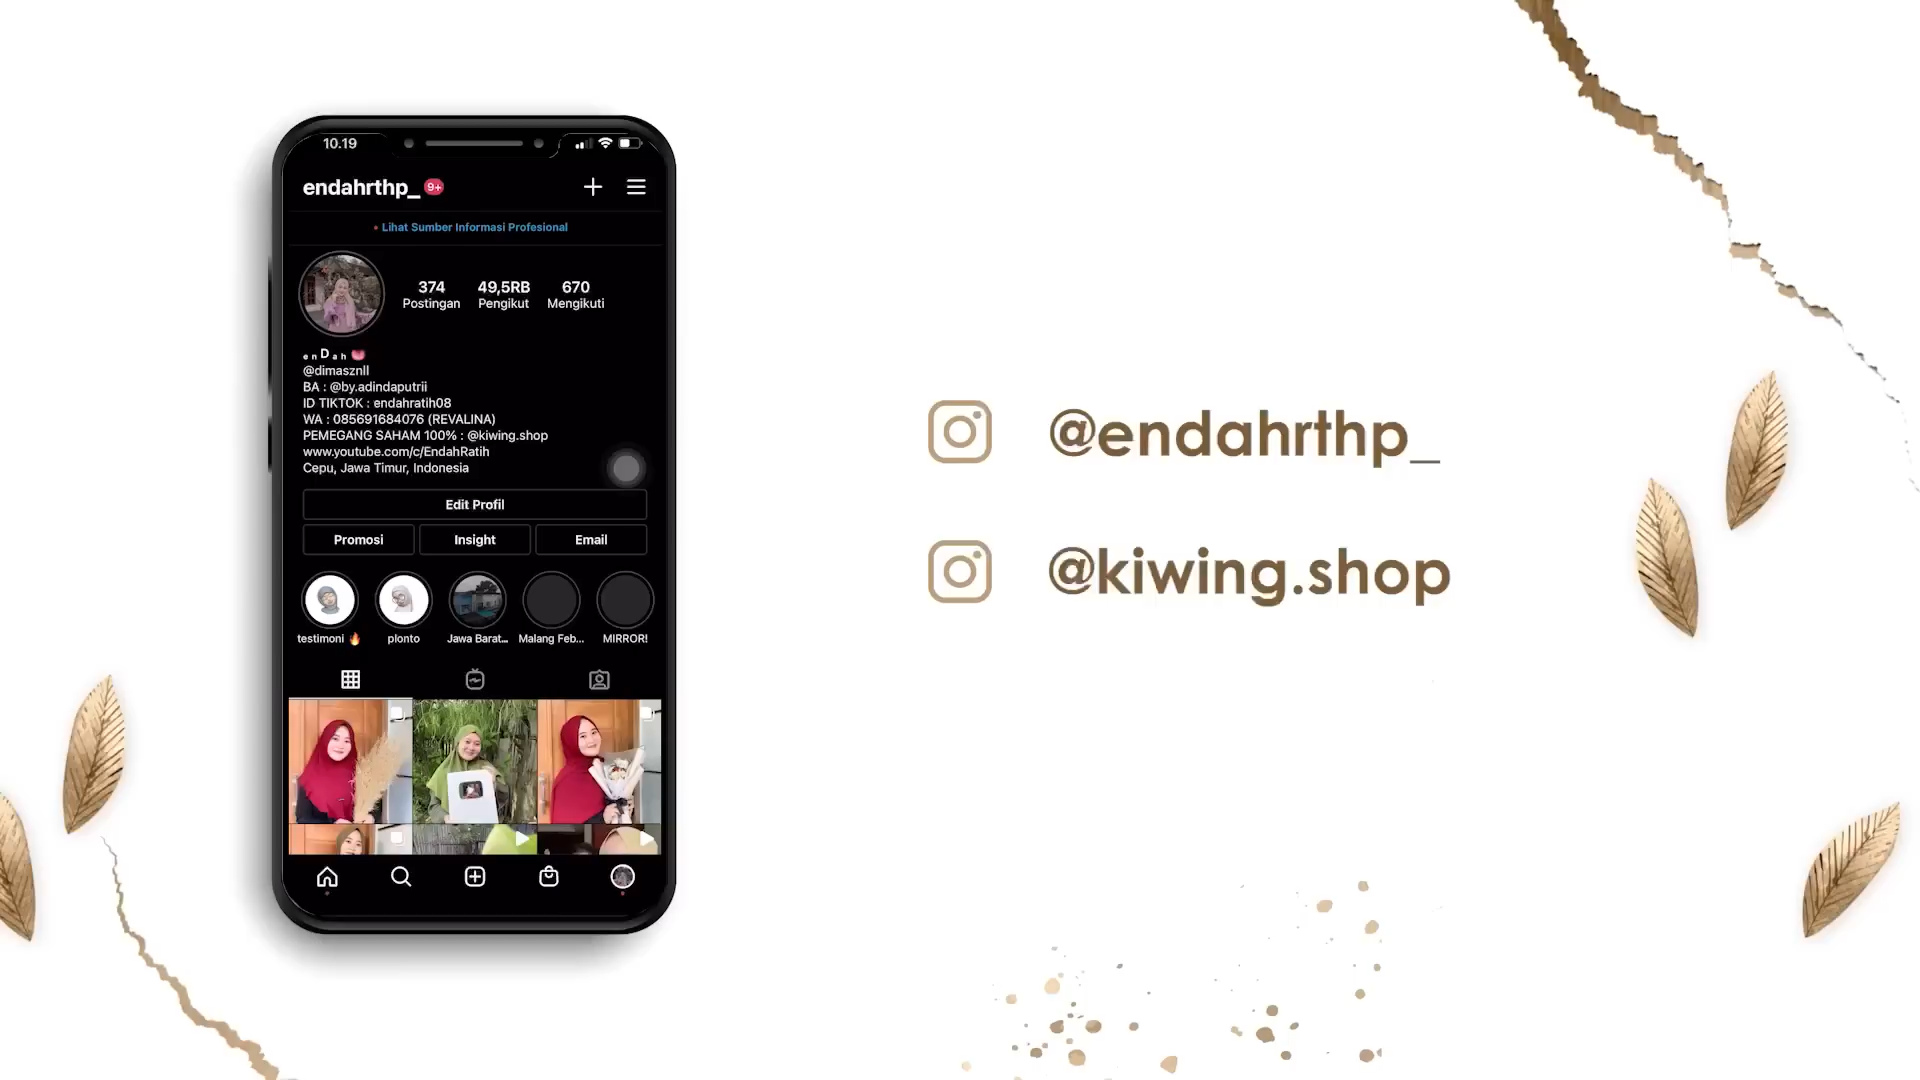 10.19
endahrthp_ 9+
Lihat Sumber Informasi Profesional
374 49,5RB 670
Postingan Pengikut Mengikuti
ₑₙDₐₕ
@dimasznll
BA : @by.adindaputrii
ID TIKTOK : endahratih08
WA : 085691684076 (REVALINA)
PEMEGANG SAHAM 100% : @kiwing.shop
www.youtube.com/c/EndahRatih
Cepu, Jawa Timur, Indonesia
Edit Profil
Promosi Insight Email
testimoni 🔥 plonto Jawa Barat... Malang Feb... MIRROR!
@endahrthp_
@kiwing.shop